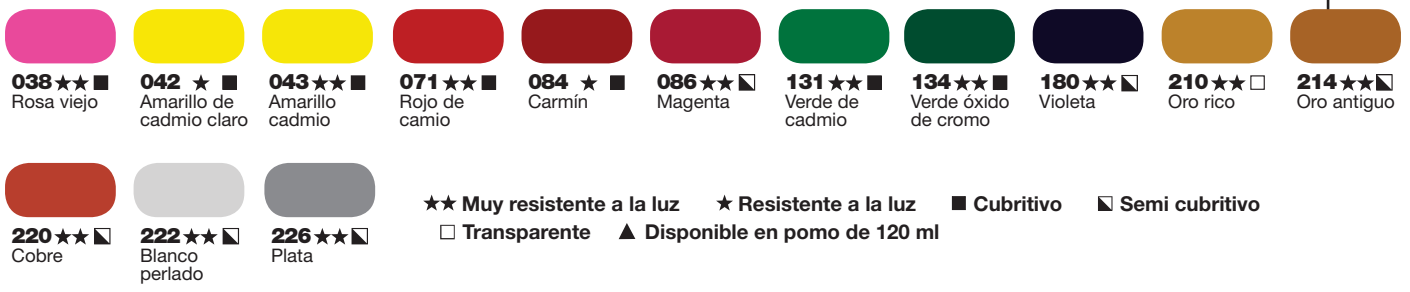 038 ★★ ■
Rosa viejo
042 ★ ■
Amarillo de
cadmio claro
043 ★★ ■
Amarillo
cadmio
071 ★★ ■
Rojo de
camio
084 ★ ■
Carmín
086 ★★ ⬕
Magenta
131 ★★ ■
Verde de
cadmio
134 ★★ ■
Verde óxido
de cromo
180 ★★ ⬕
Violeta
210 ★★ □
Oro rico
214 ★★ ⬕
Oro antiguo
220 ★★ ⬕
Cobre
222 ★★ ⬕
Blanco
perlado
226 ★★ ⬕
Plata
★★ Muy resistente a la luz ★ Resistente a la luz ■ Cubritivo ⬕ Semi cubritivo
□ Transparente ▲ Disponible en pomo de 120 ml